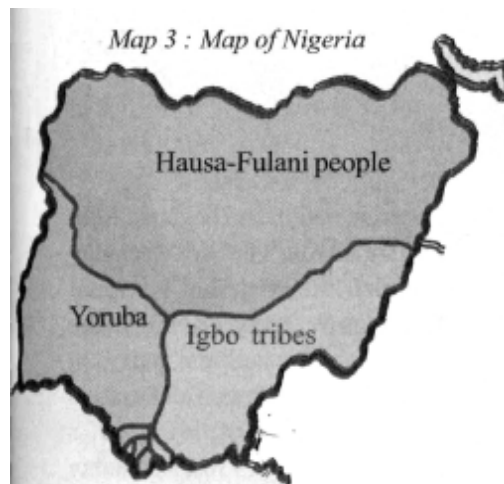 Map 3 : Map of Nigeria
Hausa-Fulani people
Yoruba
Igbo tribes